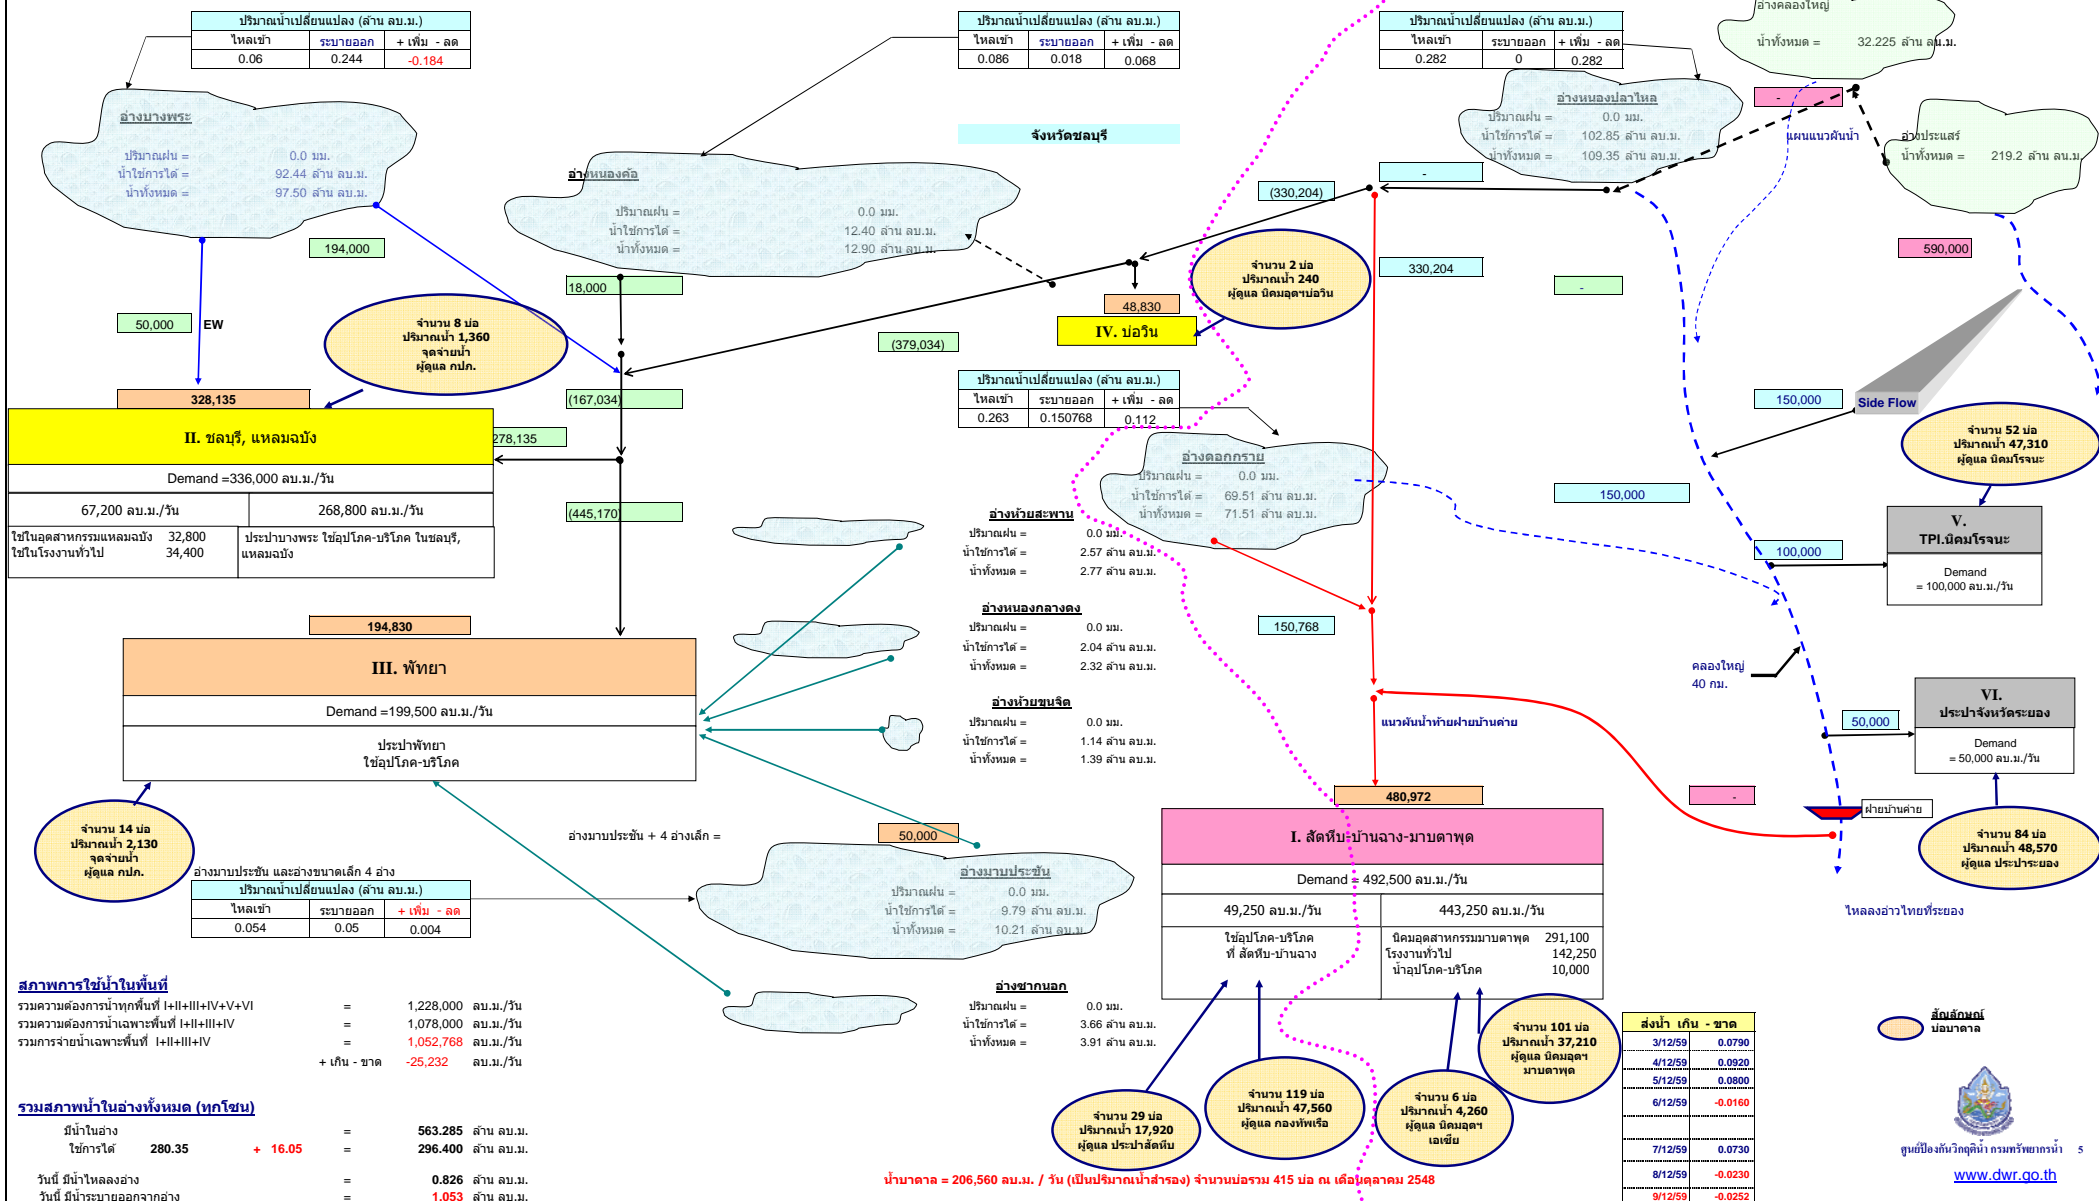 ปริมาณน้ำเปลี่ยนแปลง (ล้าน ลบ.ม.)
ไหลเข้า ระบายออก + เพิ่ม - ลด
0.06 0.244 -0.184
ปริมาณน้ำเปลี่ยนแปลง (ล้าน ลบ.ม.)
ไหลเข้า ระบายออก + เพิ่ม - ลด
0.086 0.018 0.068
ปริมาณน้ำเปลี่ยนแปลง (ล้าน ลบ.ม.)
ไหลเข้า ระบายออก + เพิ่ม - ลด
0.282 0 0.282
อ่างคลองใหญ่
น้ำทั้งหมด = 32.225 ล้าน ลบ.ม.
อ่างบางพระ
ปริมาณฝน = 0.0 มม.
น้ำใช้การได้ = 92.44 ล้าน ลบ.ม.
น้ำทั้งหมด = 97.50 ล้าน ลบ.ม.
จังหวัดชลบุรี
อ่างหนองค้อ
ปริมาณฝน = 0.0 มม.
น้ำใช้การได้ = 12.40 ล้าน ลบ.ม.
น้ำทั้งหมด = 12.90 ล้าน ลบ.ม.
อ่างหนองปลาไหล
ปริมาณฝน = 0.0 มม.
น้ำใช้การได้ = 102.85 ล้าน ลบ.ม.
น้ำทั้งหมด = 109.35 ล้าน ลบ.ม.
-
แผนแนวผันน้ำ
อ่างประแสร์
น้ำทั้งหมด = 219.2 ล้าน ลบ.ม.
-
(330,204)
194,000
590,000
330,204
-
18,000
จำนวน 2 บ่อ
ปริมาณน้ำ 240
ผู้ดูแล นิคมอุตฯบ่อวิน
48,830
IV. บ่อวิน
50,000 EW
จำนวน 8 บ่อ
ปริมาณน้ำ 1,360
จุดจ่ายน้ำ
ผู้ดูแล กปภ.
(379,034)
ปริมาณน้ำเปลี่ยนแปลง (ล้าน ลบ.ม.)
ไหลเข้า ระบายออก + เพิ่ม - ลด
0.263 0.150768 0.112
328,135
(167,034)
150,000
Side Flow
II. ชลบุรี, แหลมฉบัง
278,135
Demand =336,000 ลบ.ม./วัน
67,200 ลบ.ม./วัน 268,800 ลบ.ม./วัน
ใช้ในอุตสาหกรรมแหลมฉบัง 32,800
ใช้ในโรงงานทั่วไป 34,400
ประปาบางพระ ใช้อุปโภค-บริโภค ในชลบุรี,
แหลมฉบัง
(445,170)
อ่างดอกกราย
ปริมาณฝน = 0.0 มม.
น้ำใช้การได้ = 69.51 ล้าน ลบ.ม.
น้ำทั้งหมด = 71.51 ล้าน ลบ.ม.
จำนวน 52 บ่อ
ปริมาณน้ำ 47,310
ผู้ดูแล นิคมโรจนะ
150,000
V.
TPI.นิคมโรจนะ
Demand
= 100,000 ลบ.ม./วัน
100,000
อ่างห้วยสะพาน
ปริมาณฝน = 0.0 มม.
น้ำใช้การได้ = 2.57 ล้าน ลบ.ม.
น้ำทั้งหมด = 2.77 ล้าน ลบ.ม.
อ่างหนองกลางดง
ปริมาณฝน = 0.0 มม.
น้ำใช้การได้ = 2.04 ล้าน ลบ.ม.
น้ำทั้งหมด = 2.32 ล้าน ลบ.ม.
อ่างห้วยขุนจิต
ปริมาณฝน = 0.0 มม.
น้ำใช้การได้ = 1.14 ล้าน ลบ.ม.
น้ำทั้งหมด = 1.39 ล้าน ลบ.ม.
150,768
194,830
III. พัทยา
Demand =199,500 ลบ.ม./วัน
ประปาพัทยา
ใช้อุปโภค-บริโภค
คลองใหญ่
40 กม.
แนวผันน้ำท้ายฝายบ้านค่าย
50,000
VI.
ประปาจังหวัดระยอง
Demand
= 50,000 ลบ.ม./วัน
480,972
-
ฝายบ้านค่าย
จำนวน 14 บ่อ
ปริมาณน้ำ 2,130
จุดจ่ายน้ำ
ผู้ดูแล กปภ.
อ่างมาบประชัน + 4 อ่างเล็ก = 50,000
I. สัตหีบ-บ้านฉาง-มาบตาพุด
Demand = 492,500 ลบ.ม./วัน
49,250 ลบ.ม./วัน 443,250 ลบ.ม./วัน
ใช้อุปโภค-บริโภค
ที่ สัตหีบ-บ้านฉาง
นิคมอุตสาหกรรมมาบตาพุด 291,100
โรงงานทั่วไป 142,250
น้ำอุปโภค-บริโภค 10,000
จำนวน 84 บ่อ
ปริมาณน้ำ 48,570
ผู้ดูแล ประปาระยอง
อ่างมาบประชัน และอ่างขนาดเล็ก 4 อ่าง
ปริมาณน้ำเปลี่ยนแปลง (ล้าน ลบ.ม.)
ไหลเข้า ระบายออก + เพิ่ม - ลด
0.054 0.05 0.004
อ่างมาบประชัน
ปริมาณฝน = 0.0 มม.
น้ำใช้การได้ = 9.79 ล้าน ลบ.ม.
น้ำทั้งหมด = 10.21 ล้าน ลบ.ม.
ไหลลงอ่าวไทยที่ระยอง
สภาพการใช้น้ำในพื้นที่
รวมความต้องการน้ำทุกพื้นที่ I+II+III+IV+V+VI = 1,228,000 ลบ.ม./วัน
รวมความต้องการน้ำเฉพาะพื้นที่ I+II+III+IV = 1,078,000 ลบ.ม./วัน
รวมการจ่ายน้ำเฉพาะพื้นที่ I+II+III+IV = 1,052,768 ลบ.ม./วัน
+ เกิน - ขาด -25,232 ลบ.ม./วัน
อ่างซากนอก
ปริมาณฝน = 0.0 มม.
น้ำใช้การได้ = 3.66 ล้าน ลบ.ม.
น้ำทั้งหมด = 3.91 ล้าน ลบ.ม.
จำนวน 101 บ่อ
ปริมาณน้ำ 37,210
ผู้ดูแล นิคมอุตฯ
มาบตาพุด
จำนวน 29 บ่อ
ปริมาณน้ำ 17,920
ผู้ดูแล ประปาสัตหีบ
จำนวน 119 บ่อ
ปริมาณน้ำ 47,560
ผู้ดูแล กองทัพเรือ
จำนวน 6 บ่อ
ปริมาณน้ำ 4,260
ผู้ดูแล นิคมอุตฯ
เอเซีย
ส่งน้ำ เกิน - ขาด
3/12/59 0.0790
4/12/59 0.0920
5/12/59 0.0800
6/12/59 -0.0160
7/12/59 0.0730
8/12/59 -0.0230
9/12/59 -0.0252
สัญลักษณ์
บ่อบาดาล
รวมสภาพน้ำในอ่างทั้งหมด (ทุกโซน)
มีน้ำในอ่าง = 563.285 ล้าน ลบ.ม.
ใช้การได้ 280.35 + 16.05 = 296.400 ล้าน ลบ.ม.
วันนี้ มีน้ำไหลลงอ่าง = 0.826 ล้าน ลบ.ม.
วันนี้ มีน้ำระบายออกจากอ่าง = 1.053 ล้าน ลบ.ม.
น้ำบาดาล = 206,560 ลบ.ม. / วัน (เป็นปริมาณน้ำสำรอง) จำนวนบ่อรวม 415 บ่อ ณ เดือนตุลาคม 2548
ศูนย์ป้องกันวิกฤติน้ำ กรมทรัพยากรน้ำ 5
www.dwr.go.th